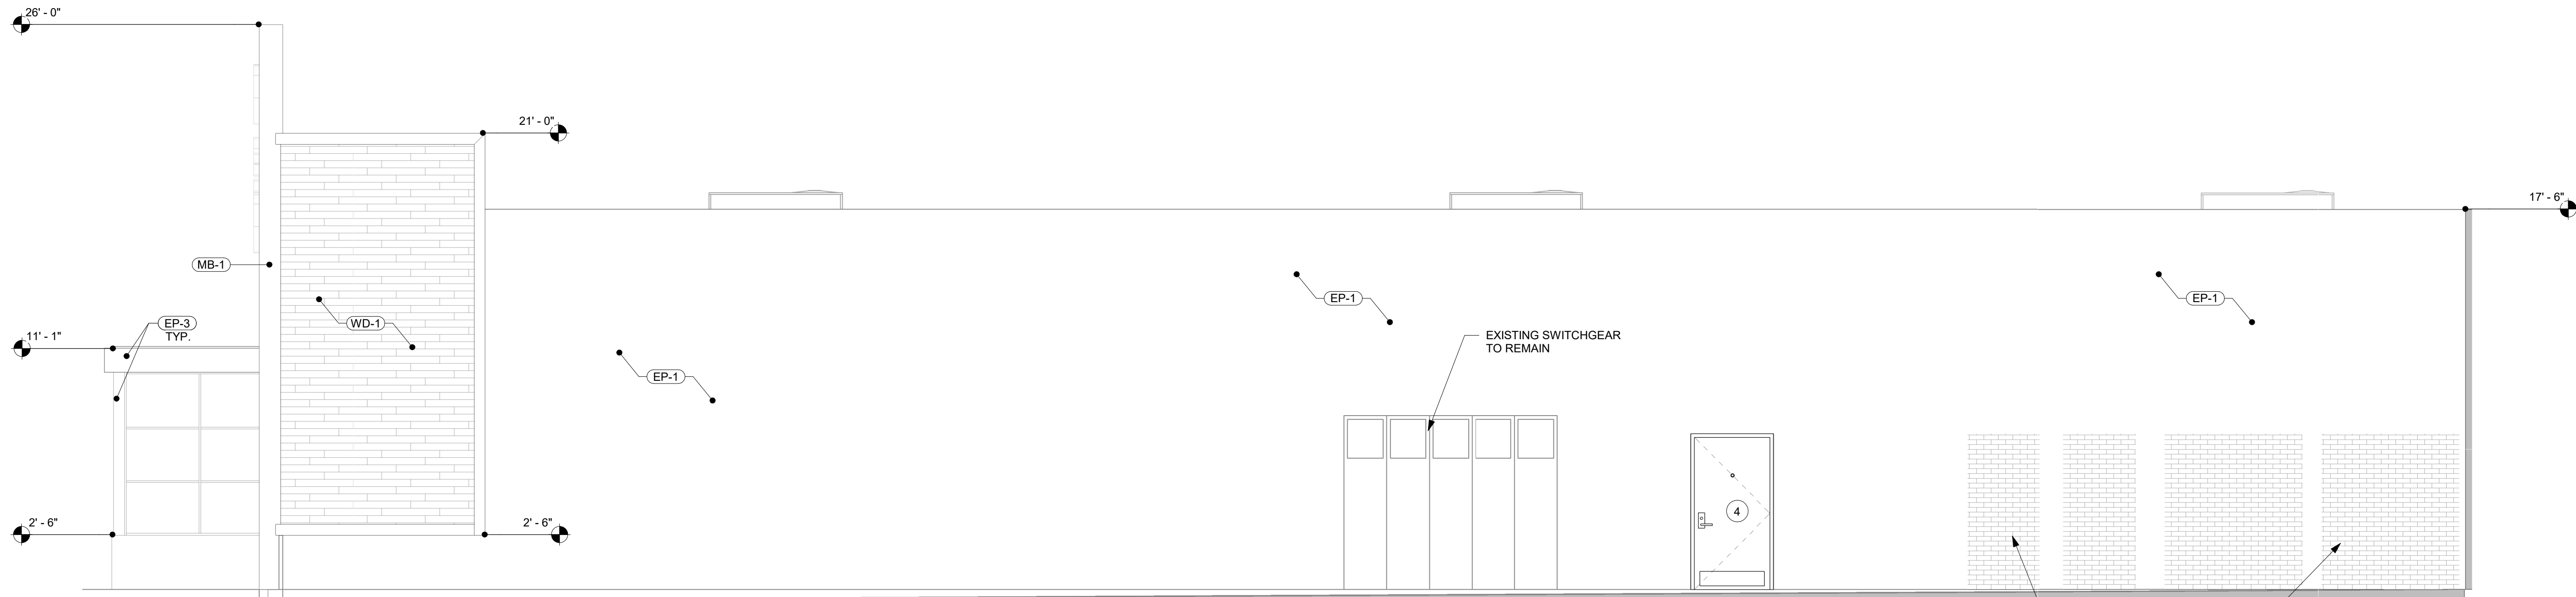 26' - 0"
21' - 0"
17' - 6"
MB-1
EP-1
EP-1
EP-3
TYP.
WD-1
11' - 1"
EXISTING SWITCHGEAR
TO REMAIN
EP-1
4
2' - 6"
2' - 6"